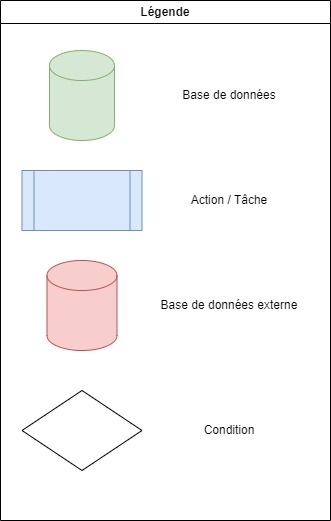 Légende
Base de données
Action / Tâche
Base de données externe
Condition